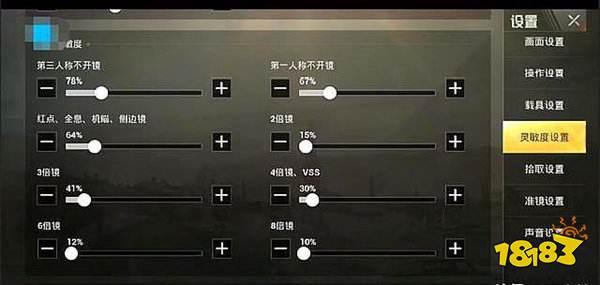 设置
敏度
画面设置
第三人称不开镜 第一人称不开镜
78% 67%
操作设置
红点、全息、机瞄、侧边镜 2倍镜
载具设置
64% 15%
灵敏度设置
3倍镜 4倍镜、VSS
41% 30%
拾取设置
准镜设置
6倍镜 8倍镜
12% 10%
声音设
18183